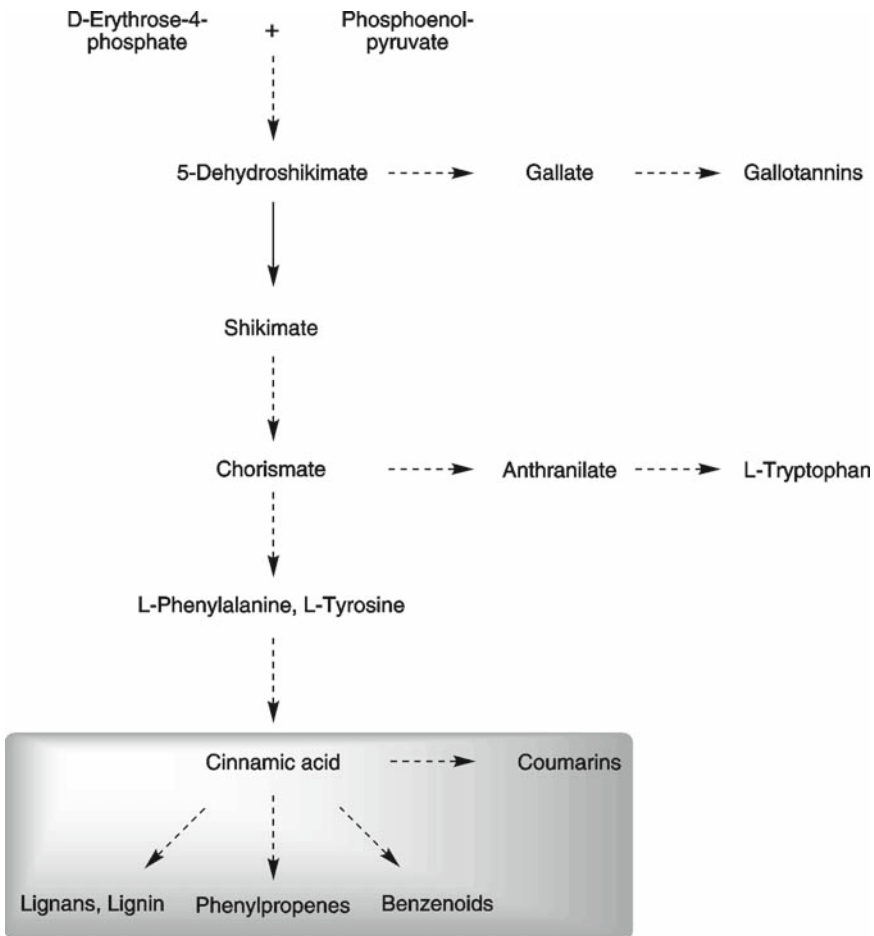 D-Erythrose-4-
phosphate
+
Phosphoenol-
pyruvate
5-Dehydroshikimate
Gallate
Gallotannins
Shikimate
Chorismate
Anthranilate
L-Tryptophan
L-Phenylalanine, L-Tyrosine
Cinnamic acid
Coumarins
Lignans, Lignin
Phenylpropenes
Benzenoids